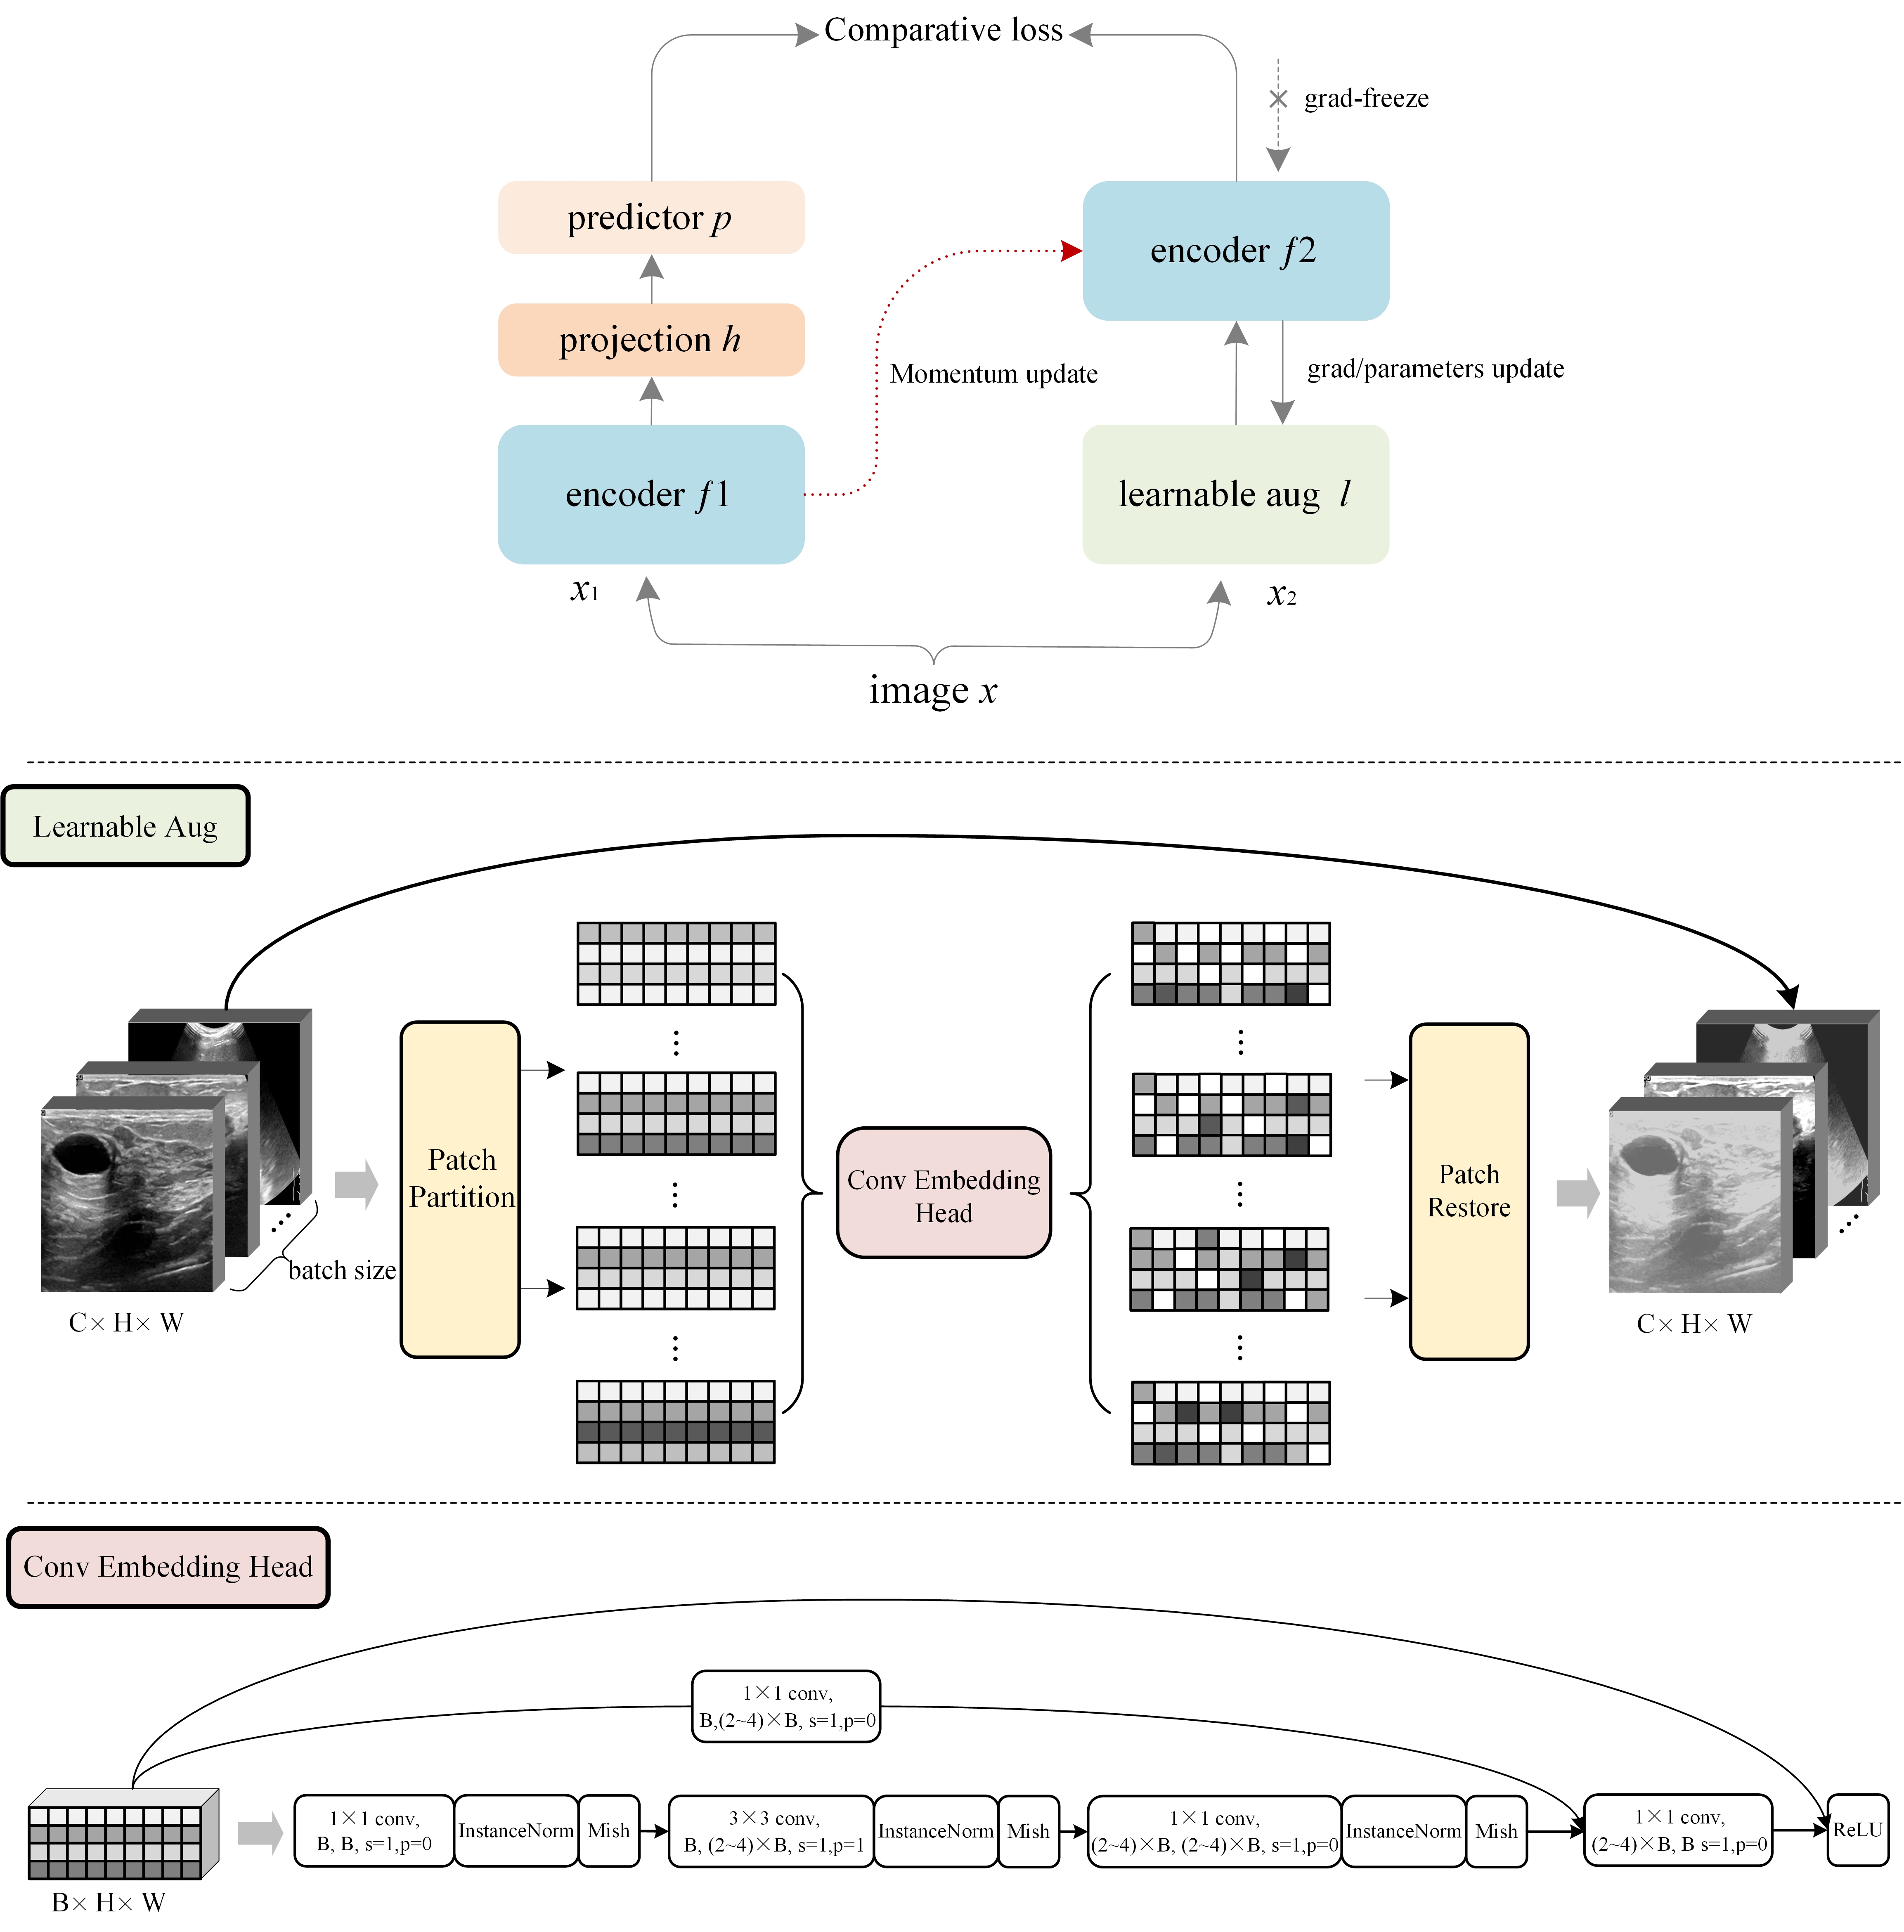 Comparative loss
grad-freeze
predictor p
encoder f2
projection h
Momentum update
grad/parameters update
encoder f1
learnable aug l
x1
x2
image x
Learnable Aug
Patch
Partition
Conv Embedding
Head
Patch
Restore
batch size
C× H× W
C× H× W
Conv Embedding Head
1×1 conv,
B,(2~4)×B, s=1,p=0
1×1 conv,
B, B, s=1,p=0
InstanceNorm
Mish
3×3 conv,
B, (2~4)×B, s=1,p=1
InstanceNorm
Mish
1×1 conv,
(2~4)×B, (2~4)×B, s=1,p=0
InstanceNorm
Mish
1×1 conv,
(2~4)×B, B s=1,p=0
ReLU
B× H× W